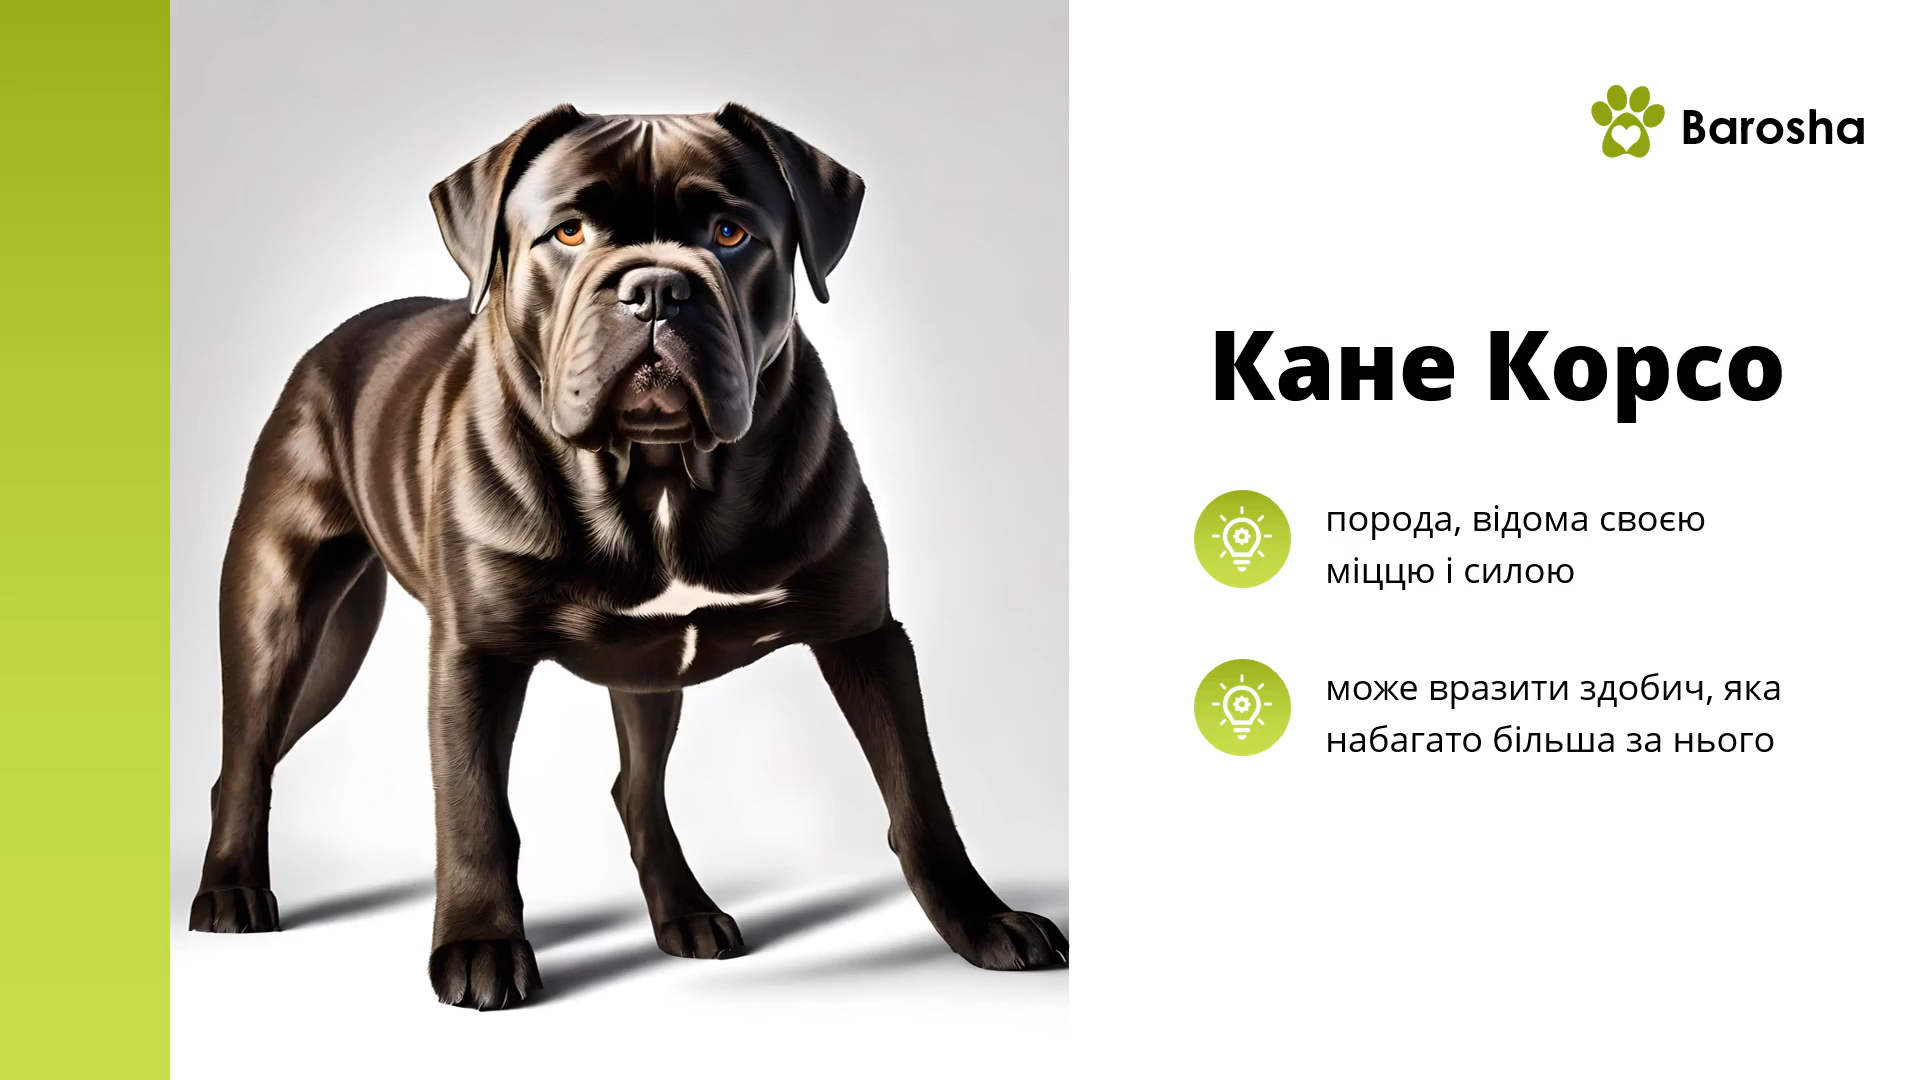 Barosha
Кане Корсо
порода, відома своєю
міццю і силою
може вразити здобич, яка
набагато більша за нього